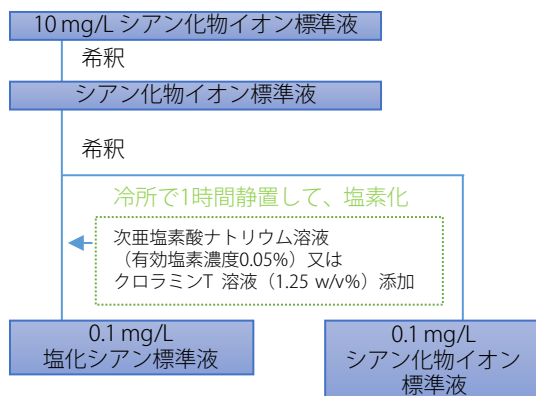 10 mg/L シアン化物イオン標準液
希釈
シアン化物イオン標準液
希釈
冷所で1時間静置して、塩素化
次亜塩素酸ナトリウム溶液
（有効塩素濃度0.05%）又は
クロラミンT 溶液（1.25 w/v%）添加
0.1 mg/L
塩化シアン標準液
0.1 mg/L
シアン化物イオン
標準液